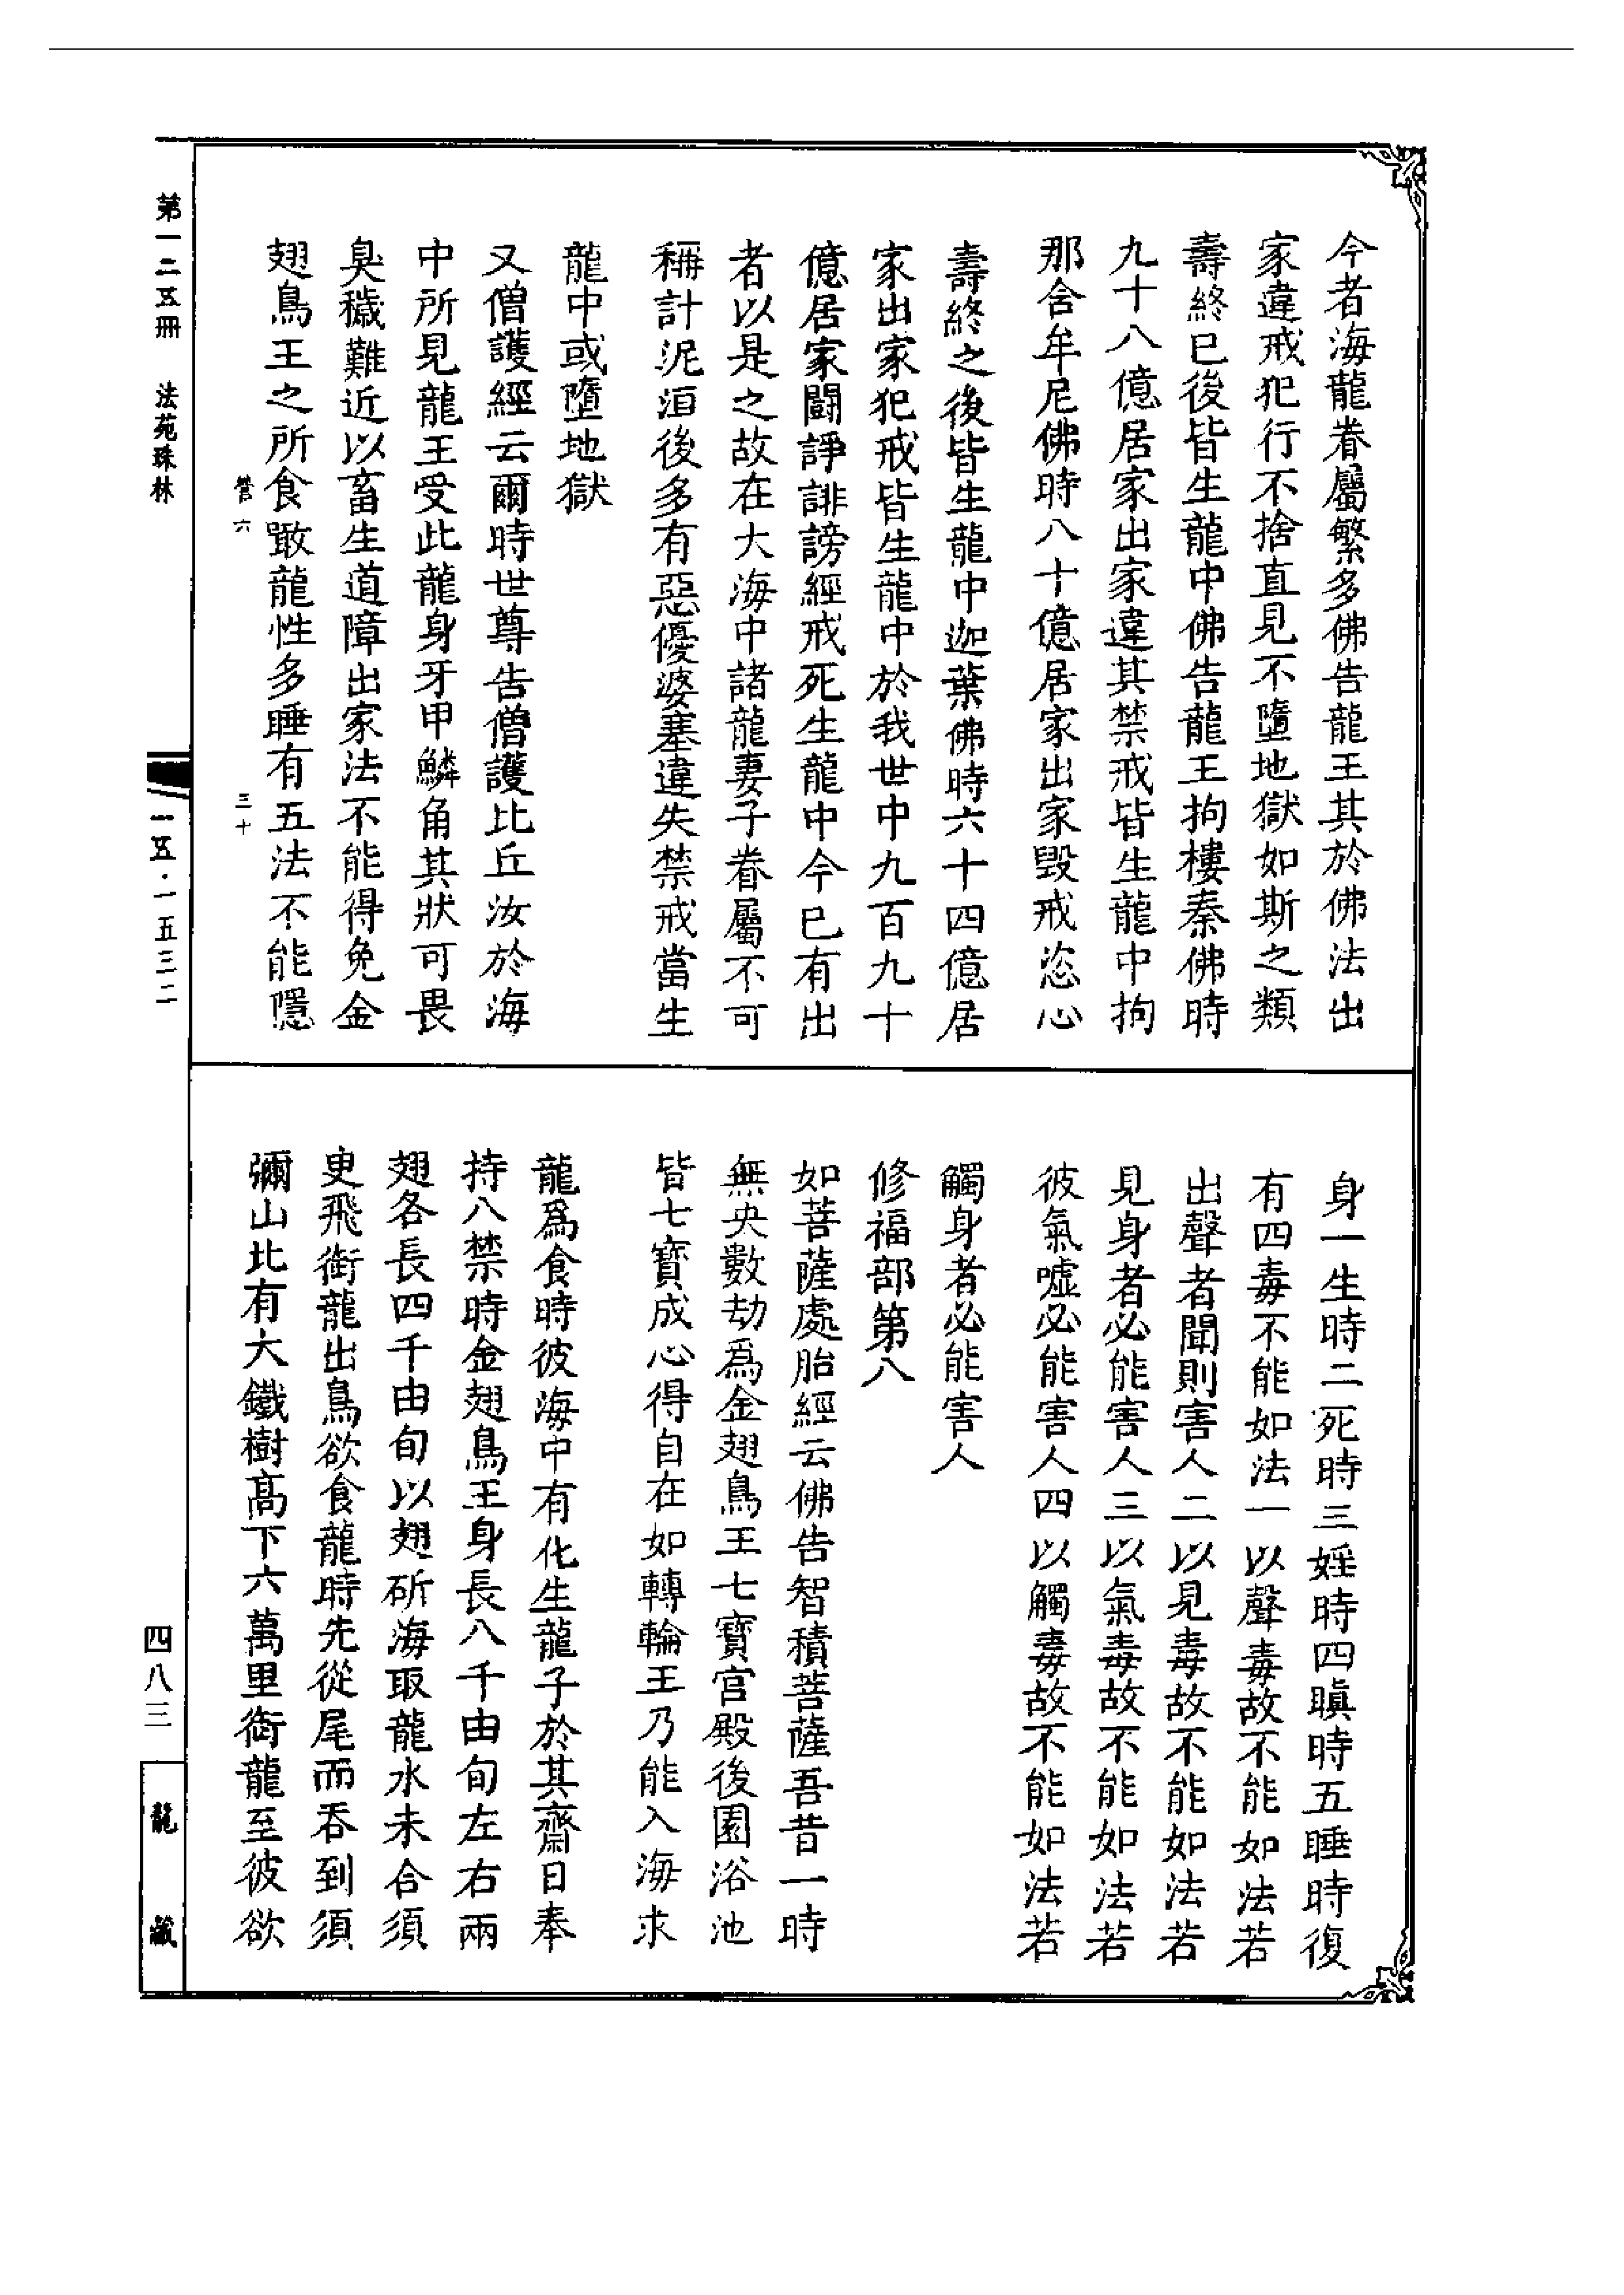 今者海龍眷屬繁多佛告龍王其於佛法出
家違戒犯行不捨直見不墮地獄如斯之類
壽終已後皆生龍中佛告龍王拘樓秦佛時
九十八億居家出家違其禁戒皆生龍中拘
那含牟尼佛時八十億居家出家毀戒恣心
壽終之後皆生龍中迦葉佛時六十四億居
家出家犯戒皆生龍中於我世中九百九十
億居家鬪諍誹謗經戒死生龍中今已有出
者以是之故在大海中諸龍妻子眷屬不可
稱計泥洹後多有惡優婆塞違失禁戒當生
龍中或墮地獄
又僧護經云爾時世尊告僧護比丘汝於海
中所見龍王受此龍身牙甲鱗角其狀可畏
臭穢難近以畜生道障出家法不能得免金
翅鳥王之所食噉龍性多睡有五法不能隱
營六 三十
身一生時二死時三婬時四瞋時五睡時復
有四毒不能如法一以聲毒故不能如法若
出聲者聞則害人二以見毒故不能如法若
見身者必能害人三以氣毒故不能如法若
彼氣噓必能害人四以觸毒故不能如法若
觸身者必能害人
修福部第八
如菩薩處胎經云佛告智積菩薩吾昔一時
無央數劫爲金翅鳥王七寶宮殿後園浴池
皆七寶成心得自在如轉輪王乃能入海求
龍爲食時彼海中有化生龍子於其齋日奉
持八禁時金翅鳥王身長八千由旬左右兩
翅各長四千由旬以翅斫海取龍水未合須
更飛銜龍出鳥欲食龍時先從尾而吞到須
彌山北有大鐵樹高下六萬里銜龍至彼欲
第一二五冊 法苑珠林
一五·一五三二
四八三
龍藏